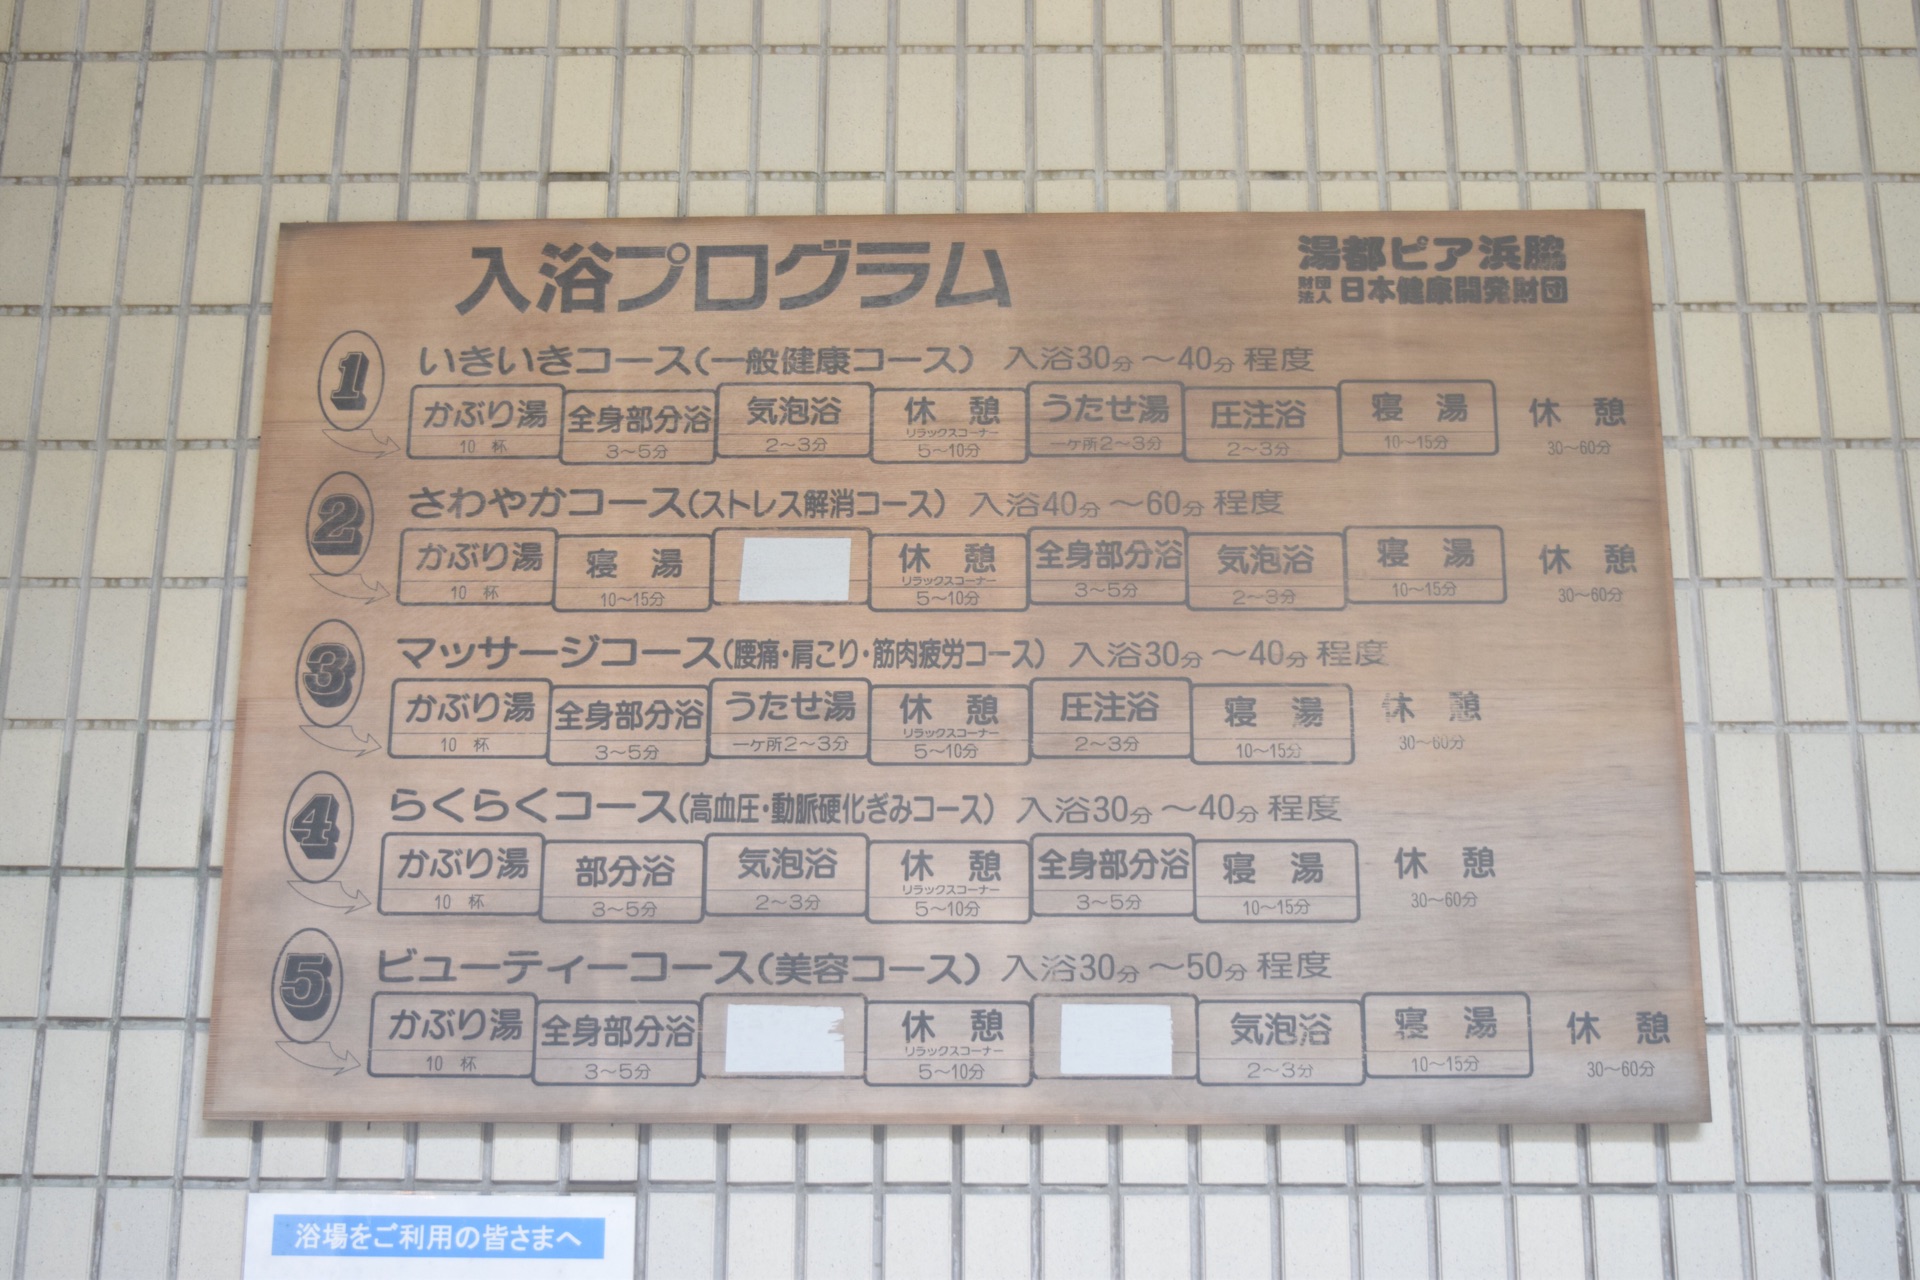 入浴プログラム
湯都ピア浜脇
財団法人 日本健康開発財団
1 いきいきコース(一般健康コース) 入浴30分～40分程度
かぶり湯 全身部分浴 気泡浴 休憩 うたせ湯 圧注浴 寝湯 休憩
リラックスコーナー
10杯 3～5分 2～3分 5～10分 一ケ所2～3分 2～3分 10～15分 30～60分
2 さわやかコース(ストレス解消コース) 入浴40分～60分程度
かぶり湯 寝湯 休憩 全身部分浴 気泡浴 寝湯 休憩
リラックスコーナー
10杯 10～15分 5～10分 3～5分 2～3分 10～15分 30～60分
3 マッサージコース(腰痛・肩こり・筋肉疲労コース) 入浴30分～40分程度
かぶり湯 全身部分浴 うたせ湯 休憩 圧注浴 寝湯 休憩
リラックスコーナー
10杯 3～5分 一ケ所2～3分 5～10分 2～3分 10～15分 30～60分
4 らくらくコース(高血圧・動脈硬化ぎみコース) 入浴30分～40分程度
かぶり湯 部分浴 気泡浴 休憩 全身部分浴 寝湯 休憩
リラックスコーナー
10杯 3～5分 2～3分 5～10分 3～5分 10～15分 30～60分
5 ビューティーコース(美容コース) 入浴30分～50分程度
かぶり湯 全身部分浴 休憩 気泡浴 寝湯 休憩
リラックスコーナー
10杯 3～5分 5～10分 2～3分 10～15分 30～60分
浴場をご利用の皆さまへ